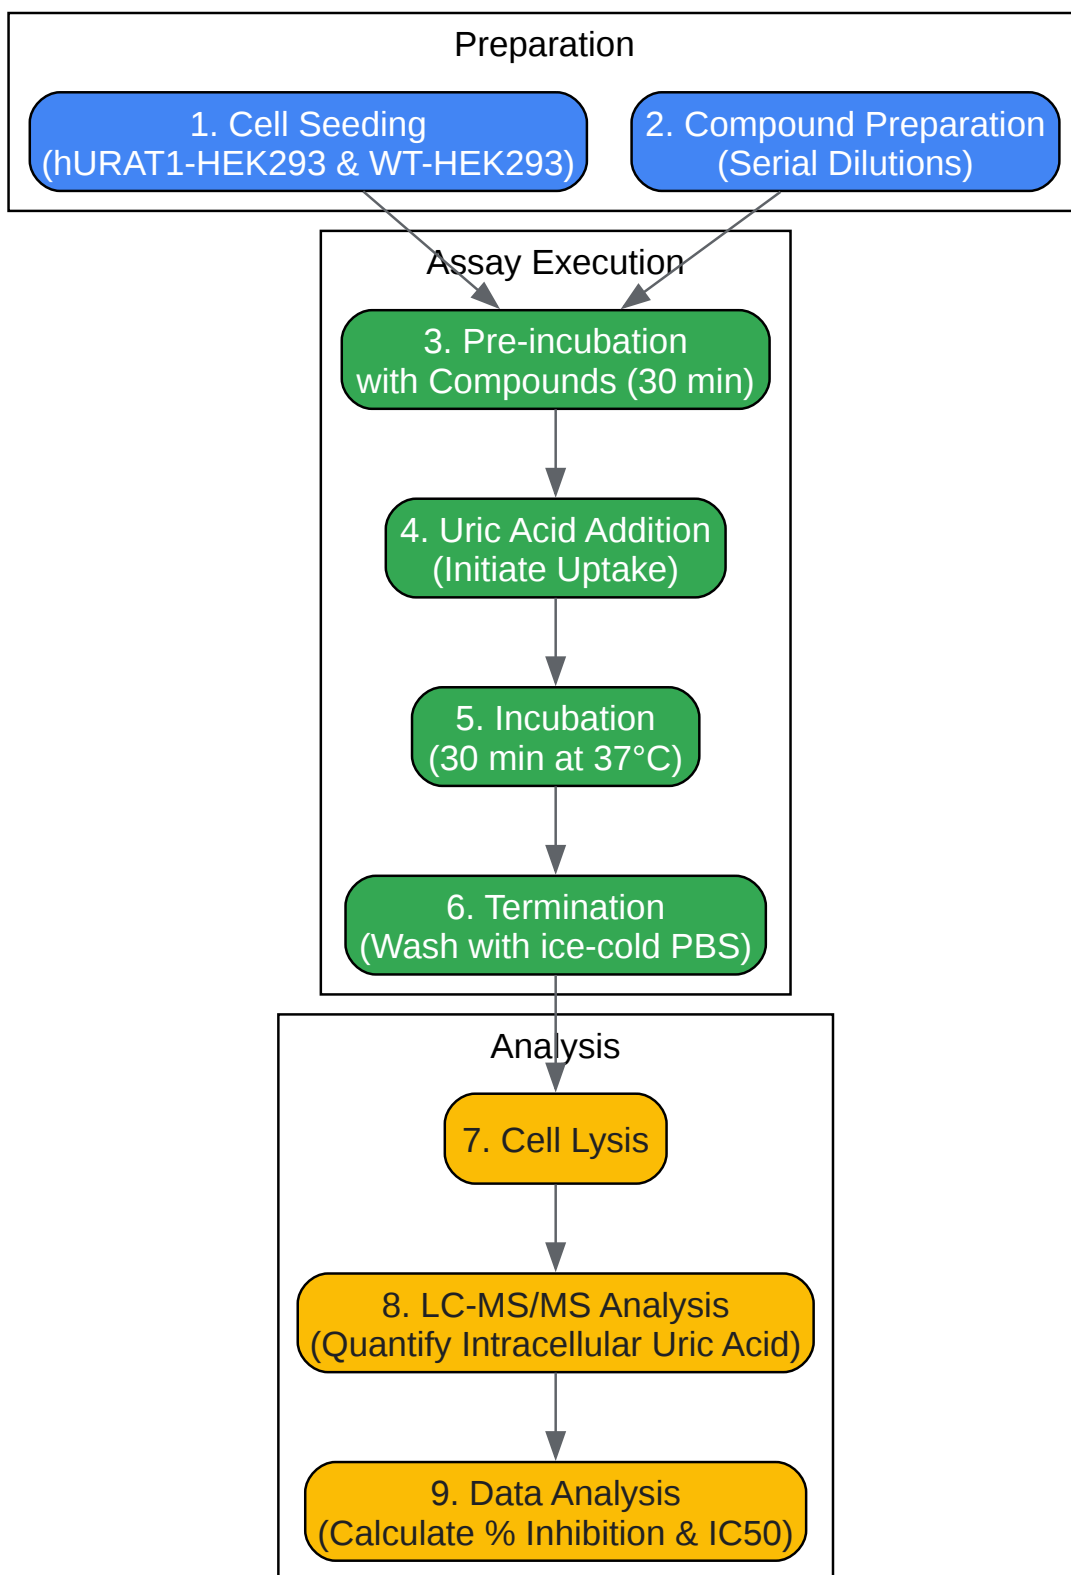 Preparation
1. Cell Seeding
(hURAT1-HEK293 & WT-HEK293)
2. Compound Preparation
(Serial Dilutions)
Assay Execution
3. Pre-incubation
with Compounds (30 min)
4. Uric Acid Addition
(Initiate Uptake)
5. Incubation
(30 min at 37°C)
6. Termination
(Wash with ice-cold PBS)
Analysis
7. Cell Lysis
8. LC-MS/MS Analysis
(Quantify Intracellular Uric Acid)
9. Data Analysis
(Calculate % Inhibition & IC50)